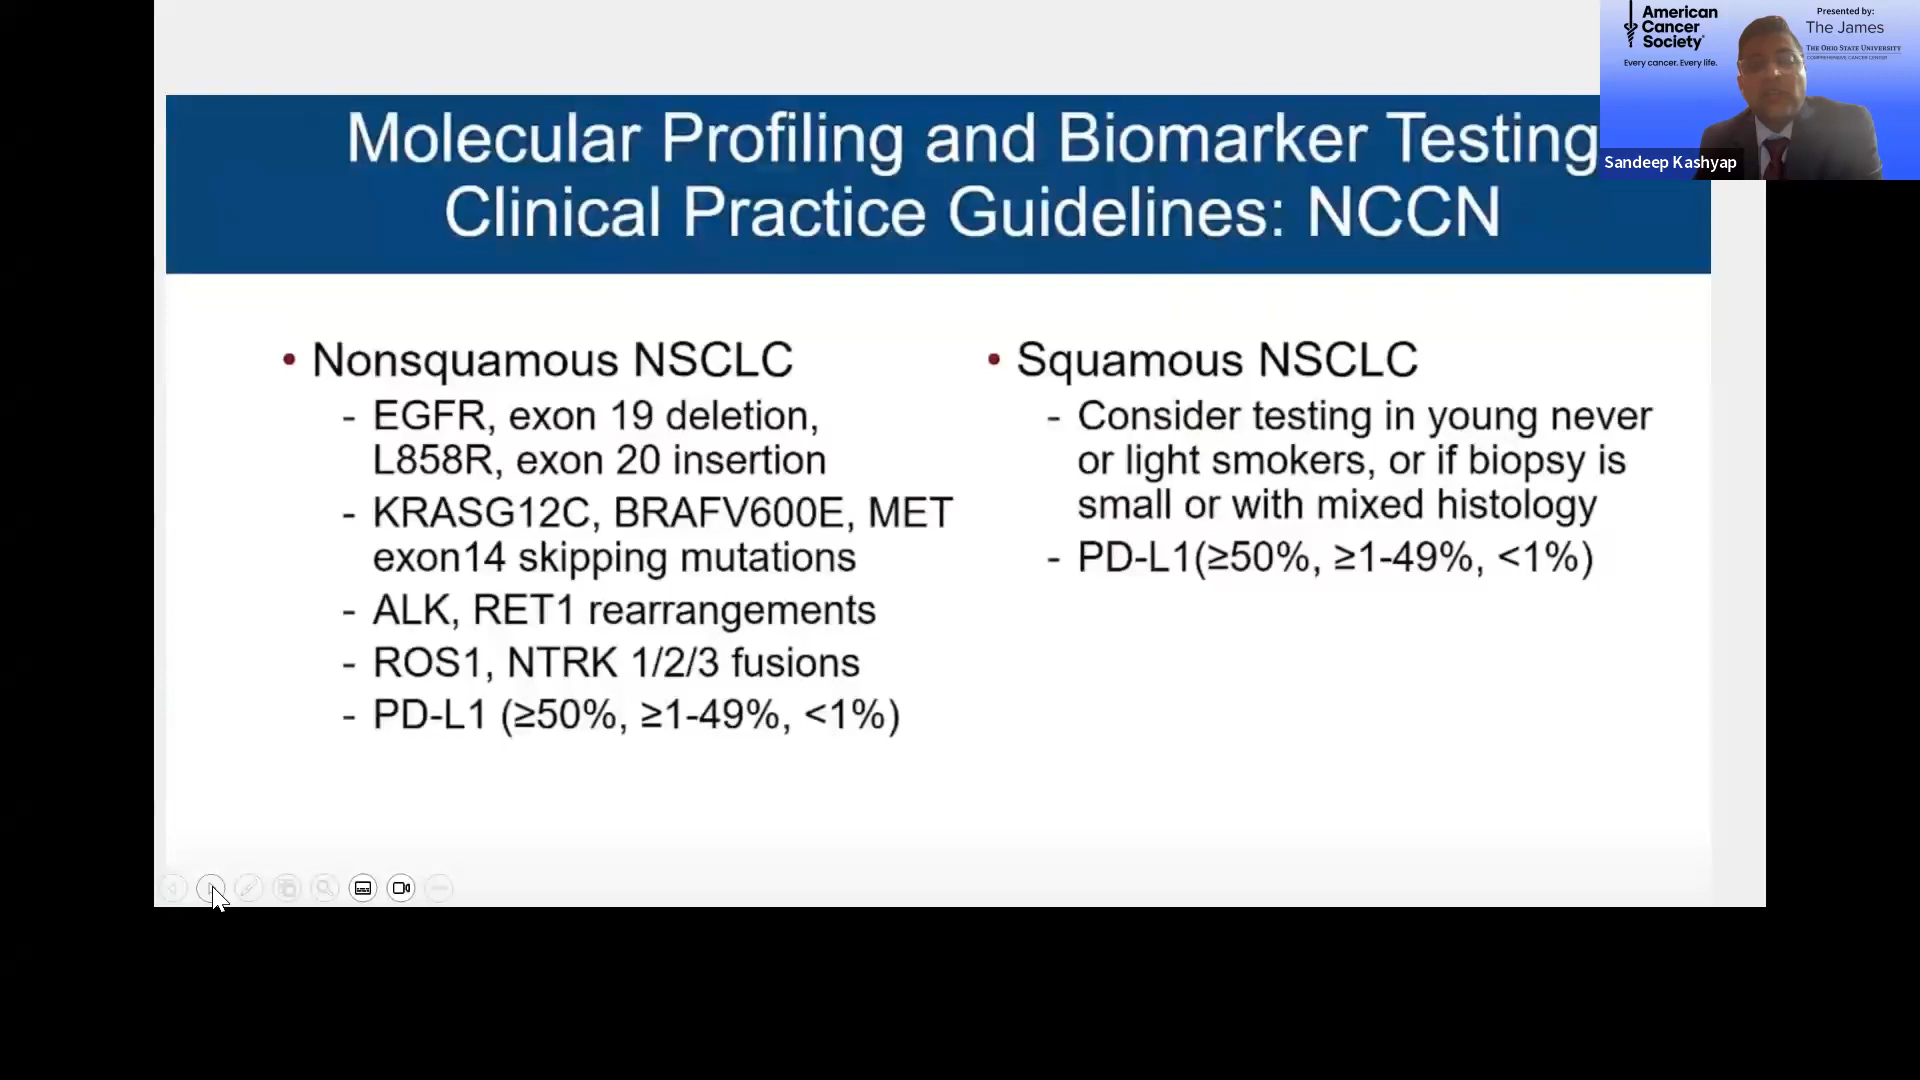 Molecular Profiling and Biomarker Testing
Clinical Practice Guidelines: NCCN
• Nonsquamous NSCLC
- EGFR, exon 19 deletion,
L858R, exon 20 insertion
- KRASG12C, BRAFV600E, MET
exon14 skipping mutations
- ALK, RET1 rearrangements
- ROS1, NTRK 1/2/3 fusions
- PD-L1 (≥50%, ≥1-49%, <1%)
• Squamous NSCLC
- Consider testing in young never
or light smokers, or if biopsy is
small or with mixed histology
- PD-L1(≥50%, ≥1-49%, <1%)
American
Cancer
Society
Every cancer. Every life.
Presented by:
The James
THE OHIO STATE UNIVERSITY
COMPREHENSIVE CANCER CENTER
Sandeep Kashyap